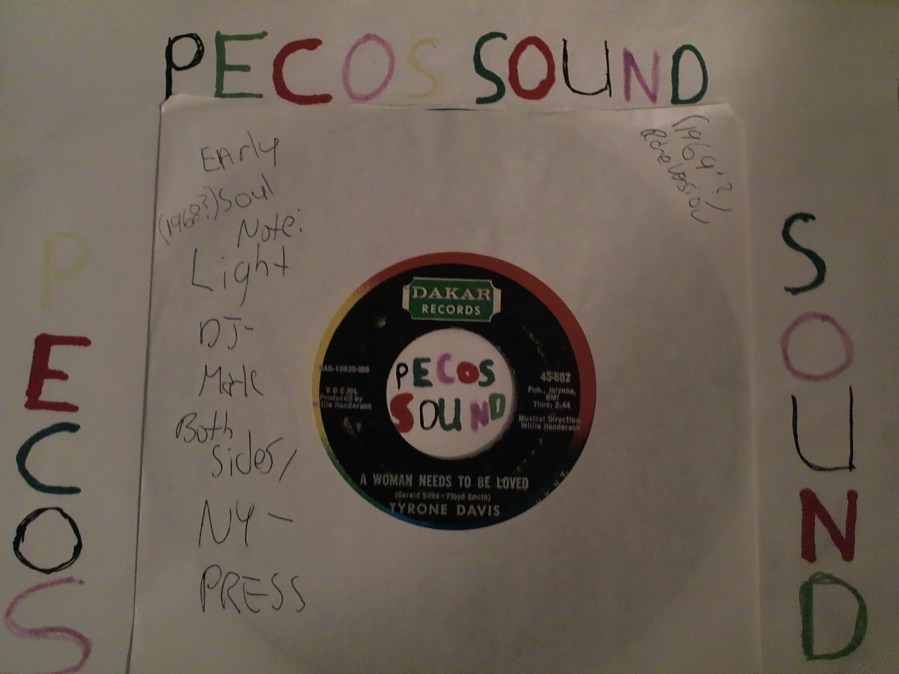 PECOS SOUND
EARly
(1968?) Soul
Note:
Light
DJ-
Mark
Both
sides/
NY-
PRESS
(1969?)/
PECOS
SOUND
DAKAR
RECORDS
PECOS
SOUND
VOCAL
Produced by
Willie Henderson
45-602
Pub., Jalynne,
BMI
Time: 2:44
Musical Direction
Willie Henderson
A WOMAN NEEDS TO BE LOVED
(Gerald Sims - Floyd Smith)
TYRONE DAVIS